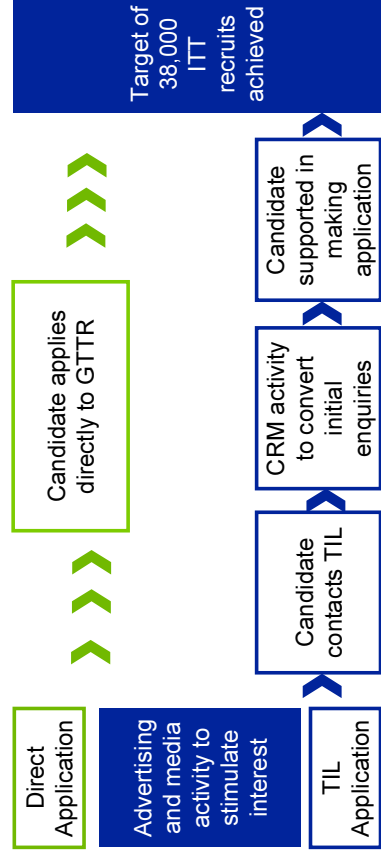 Direct
Application
Advertising
and media
activity to
stimulate
interest
TIL
Application
Candidate applies
directly to GTTR
Candidate
contacts TIL
CRM activity
to convert
initial
enquiries
Candidate
supported in
making
application
Target of
38,000
ITT
recruits
achieved